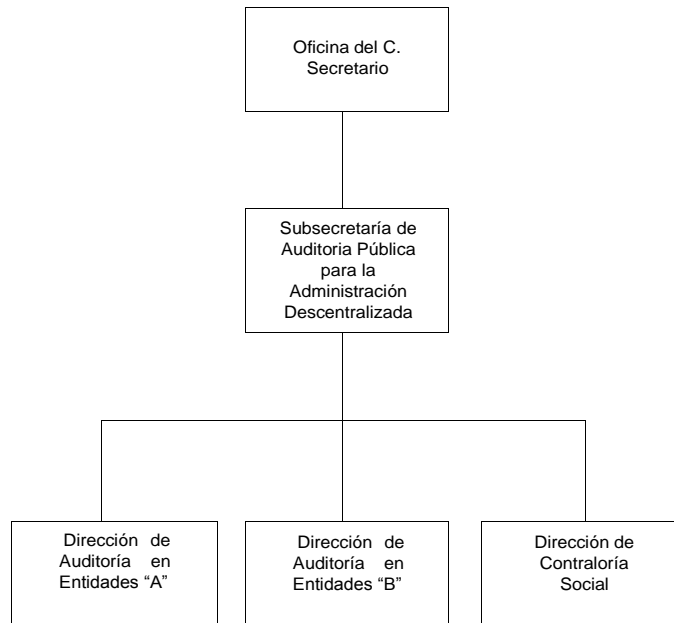 Oficina del C.
Secretario
Subsecretaría de
Auditoria Pública
para la
Administración
Descentralizada
Dirección de
Auditoría en
Entidades “A”
Dirección de
Auditoría en
Entidades “B”
Dirección de
Contraloría
Social